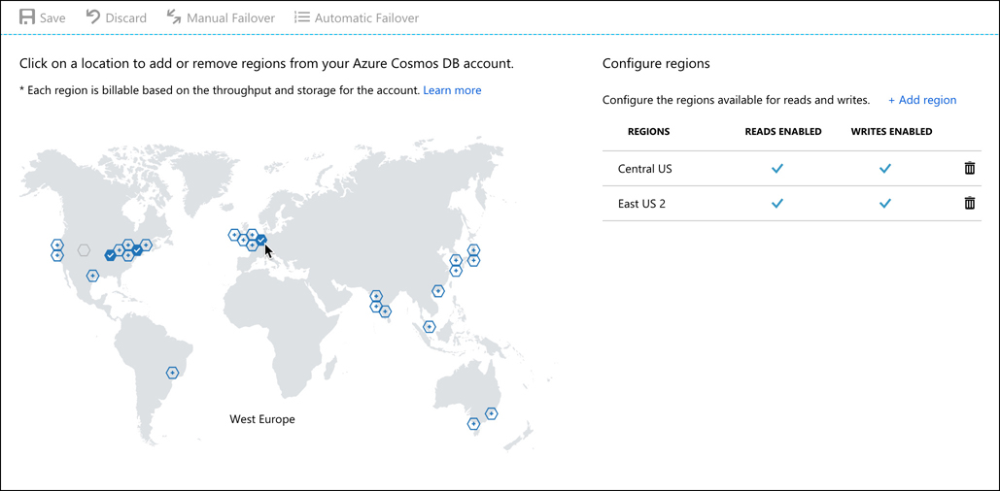 Save Discard Manual Failover Automatic Failover
Click on a location to add or remove regions from your Azure Cosmos DB account.
* Each region is billable based on the throughput and storage for the account. Learn more
West Europe
Configure regions
Configure the regions available for reads and writes. + Add region
REGIONS READS ENABLED WRITES ENABLED
Central US
East US 2